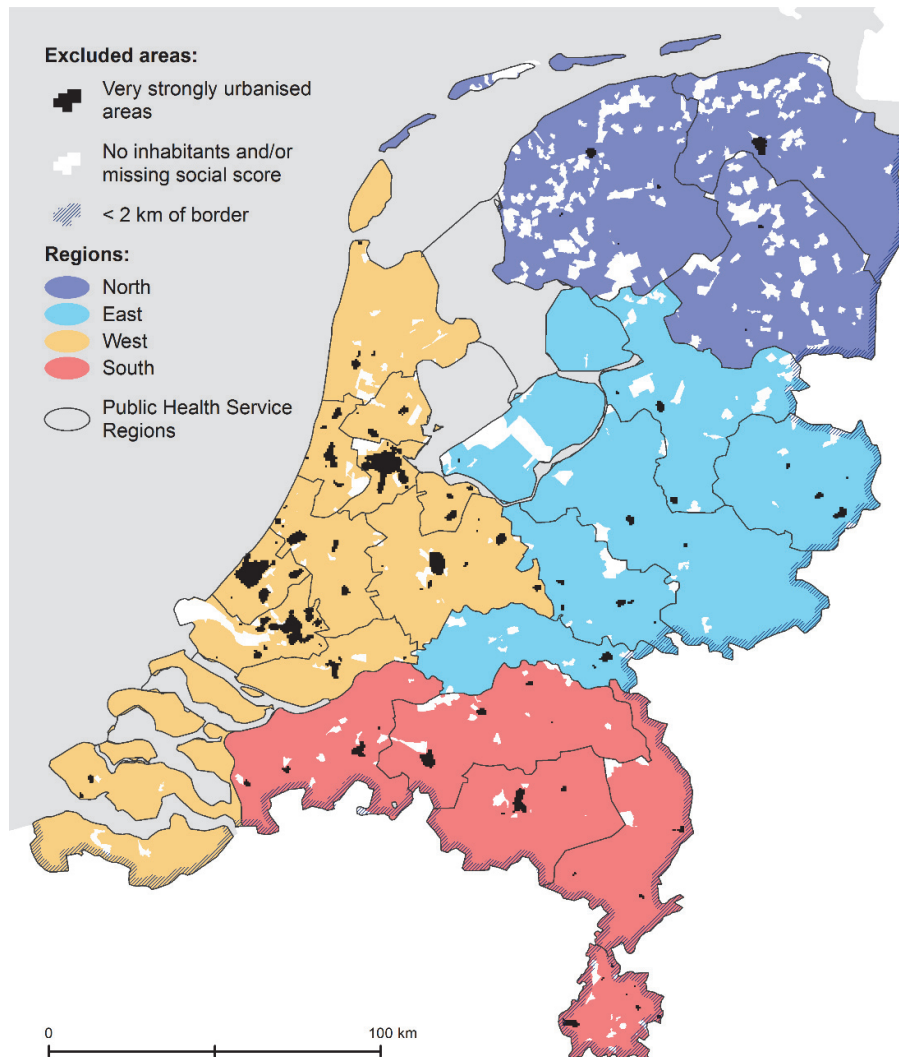 Excluded areas:
Very strongly urbanised
areas
No inhabitants and/or
missing social score
< 2 km of border
Regions:
North
East
West
South
Public Health Service
Regions
0
100 km